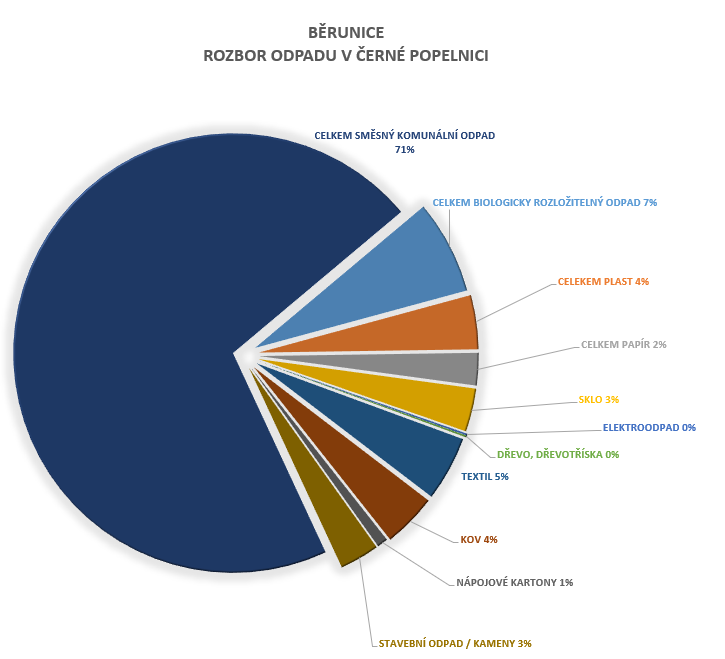 BĚRUNICE
ROZBOR ODPADU V ČERNÉ POPELNICI
CELKEM SMĚSNÝ KOMUNÁLNÍ ODPAD
71%
CELKEM BIOLOGICKY ROZLOŽITELNÝ ODPAD 7%
CELEKEM PLAST 4%
CELKEM PAPÍR 2%
SKLO 3%
ELEKTROODPAD 0%
DŘEVO, DŘEVOTŘÍSKA 0%
TEXTIL 5%
KOV 4%
NÁPOJOVÉ KARTONY 1%
STAVEBNÍ ODPAD / KAMENY 3%